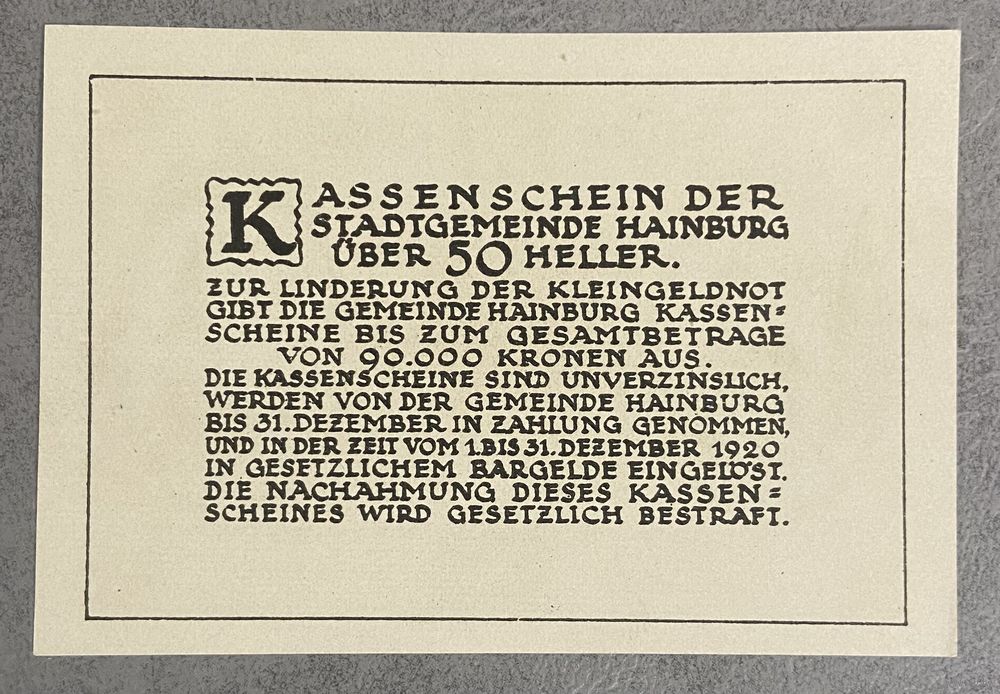 KASSENSCHEIN DER
STADTGEMEINDE HAINBURG
ÜBER 50 HELLER.
ZUR LINDERUNG DER KLEINGELDNOT
GIBT DIE GEMEINDE HAINBURG KASSEN=
SCHEINE BIS ZUM GESAMTBETRAGE
VON 90.000 KRONEN AUS.
DIE KASSENSCHEINE SIND UNVERZINSLICH,
WERDEN VON DER GEMEINDE HAINBURG
BIS 31. DEZEMBER IN ZAHLUNG GENOMMEN,
UND IN DER ZEIT VOM 1. BIS 31. DEZEMBER 1920
IN GESETZLICHEM BARGELDE EINGELÖST.
DIE NACHAHMUNG DIESES KASSEN=
SCHEINES WIRD GESETZLICH BESTRAFT.